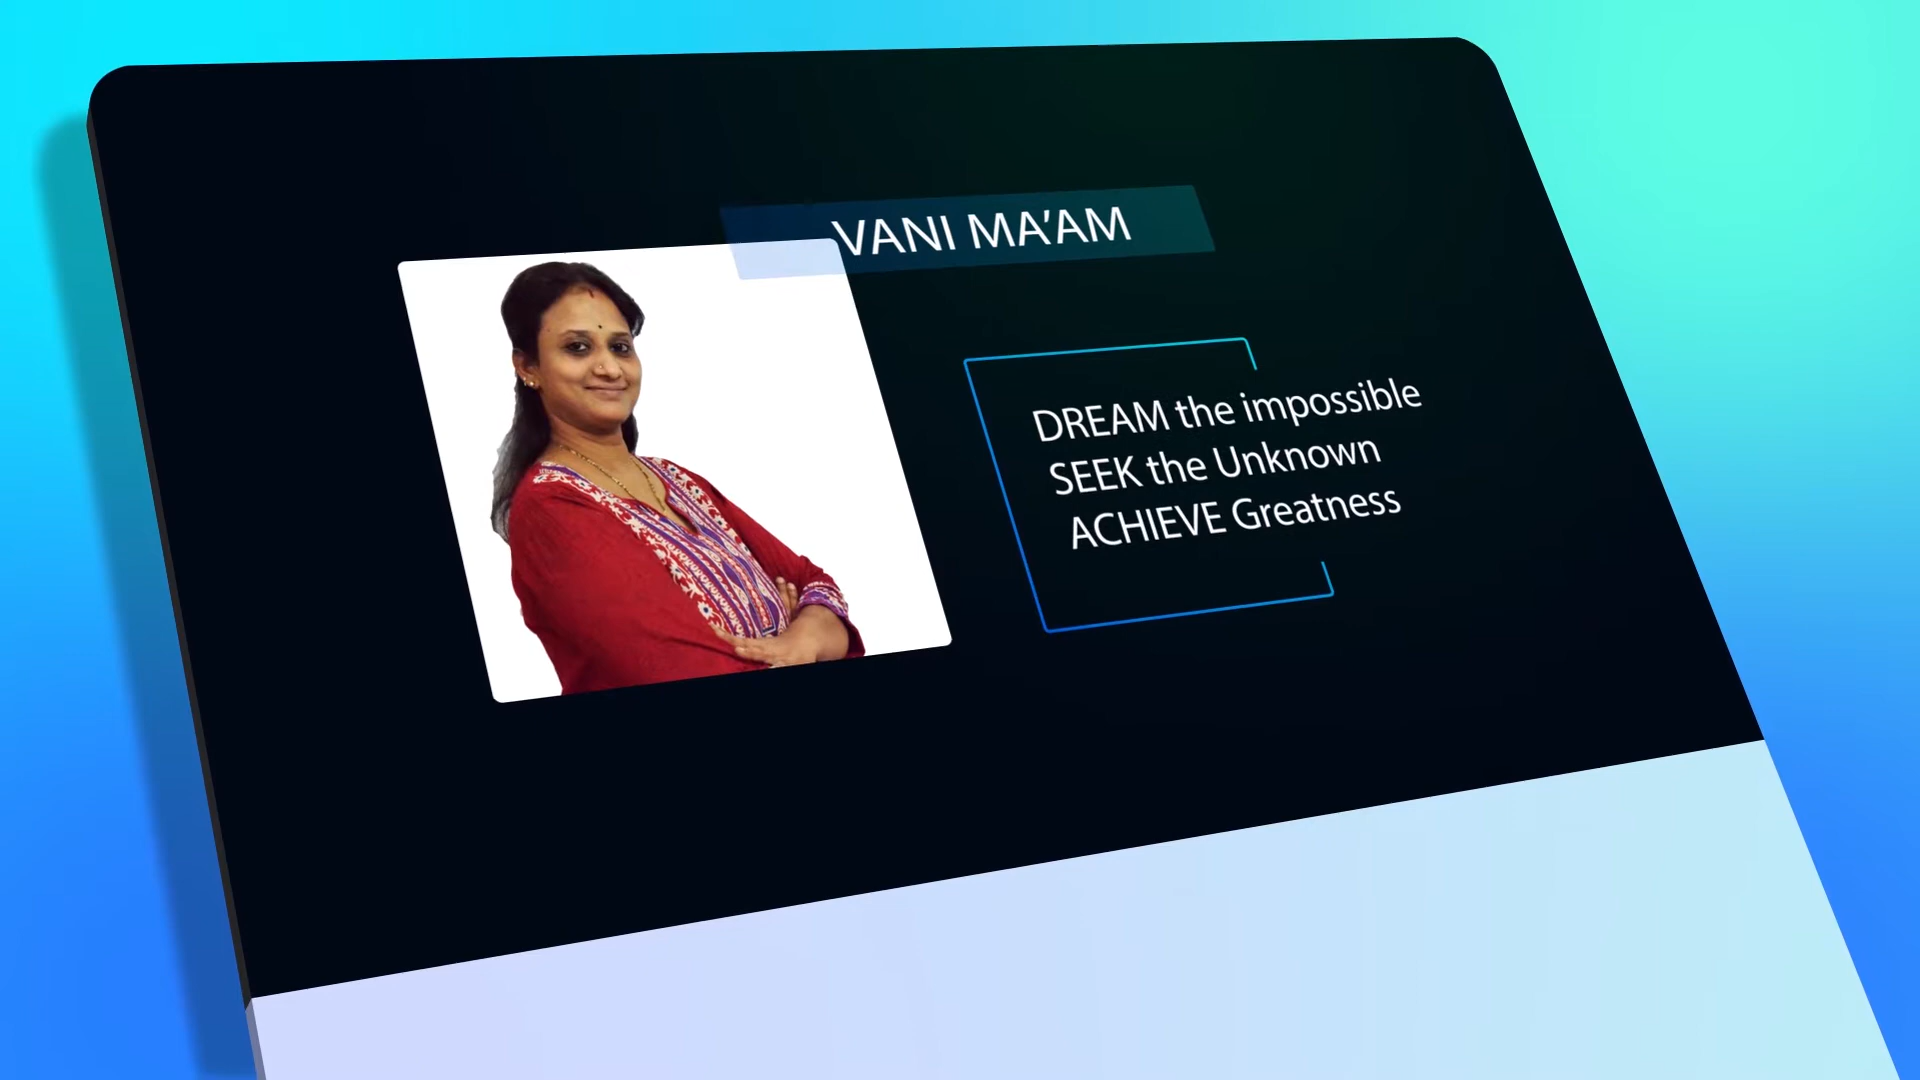 VANI MA’AM
DREAM the impossible
SEEK the Unknown
ACHIEVE Greatness